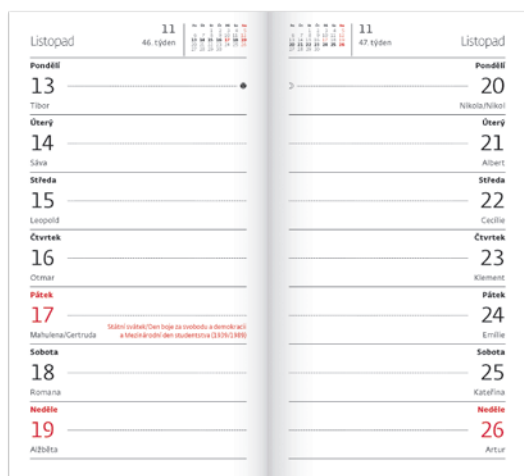 Listopad
11
46. týden
Pondělí
13
Tibor
Úterý
14
Sáva
Středa
15
Leopold
Čtvrtek
16
Otmar
Pátek
17
Mahulena/Gertruda
Státní svátek/Den boje za svobodu a demokracii
a Mezinárodní den studentstva (1939/1989)
Sobota
18
Romana
Neděle
19
Alžběta
11
47. týden
Listopad
Pondělí
20
Nikola/Nikol
Úterý
21
Albert
Středa
22
Cecílie
Čtvrtek
23
Klement
Pátek
24
Emílie
Sobota
25
Kateřina
Neděle
26
Artur